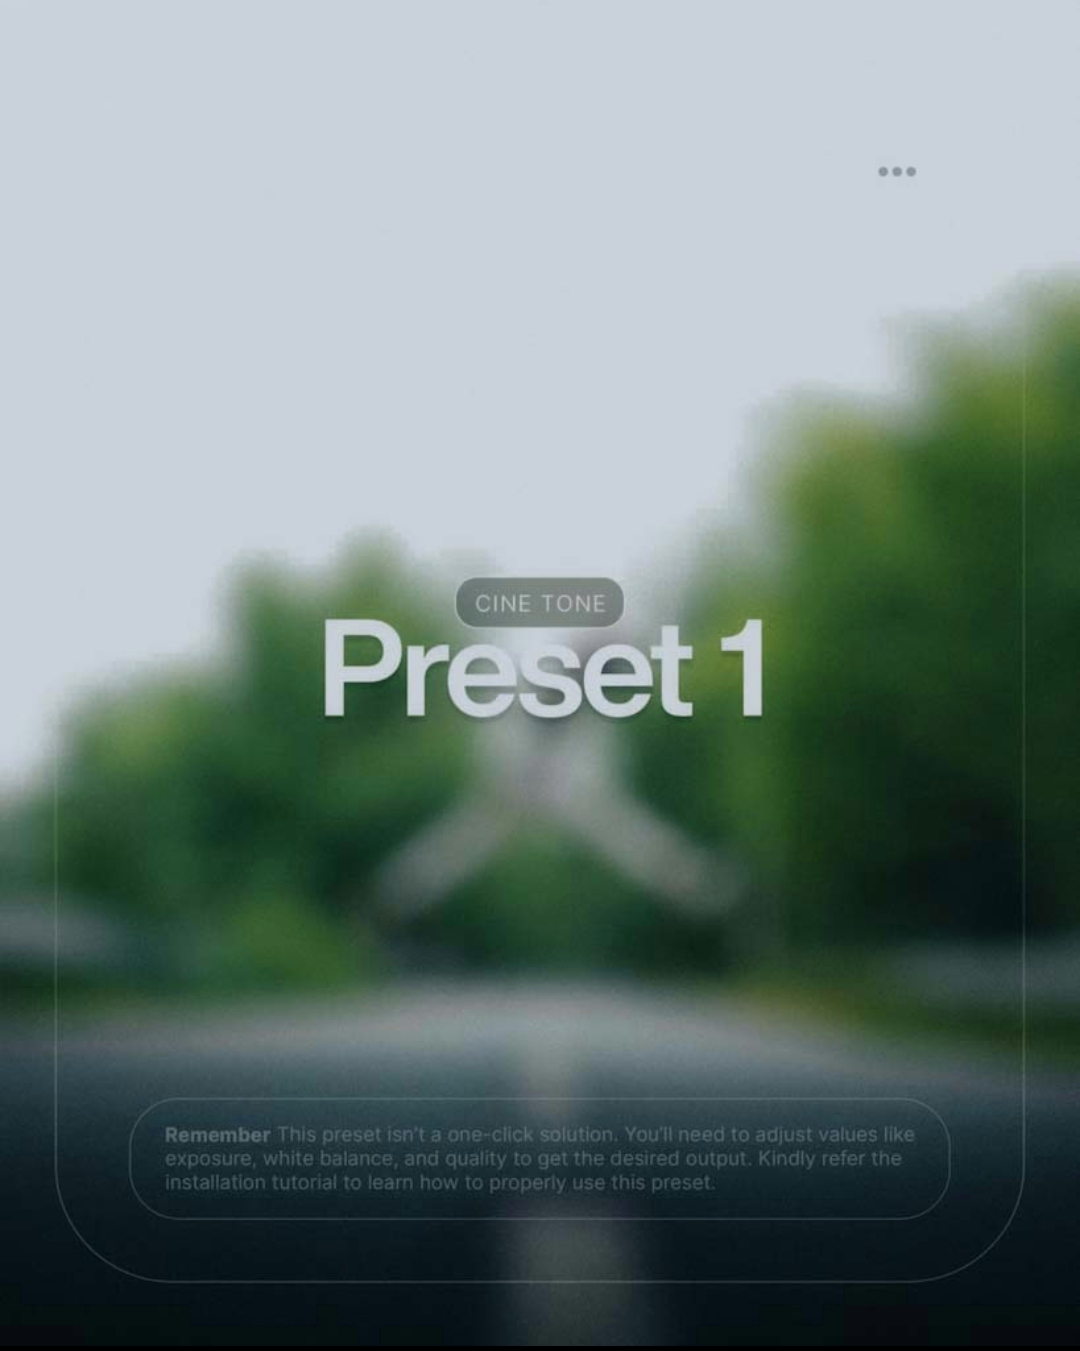 CINE TONE
Preset 1
Remember This preset isn't a one-click solution. You'll need to adjust values like
exposure, white balance, and quality to get the desired output. Kindly refer the
installation tutorial to learn how to properly use this preset.